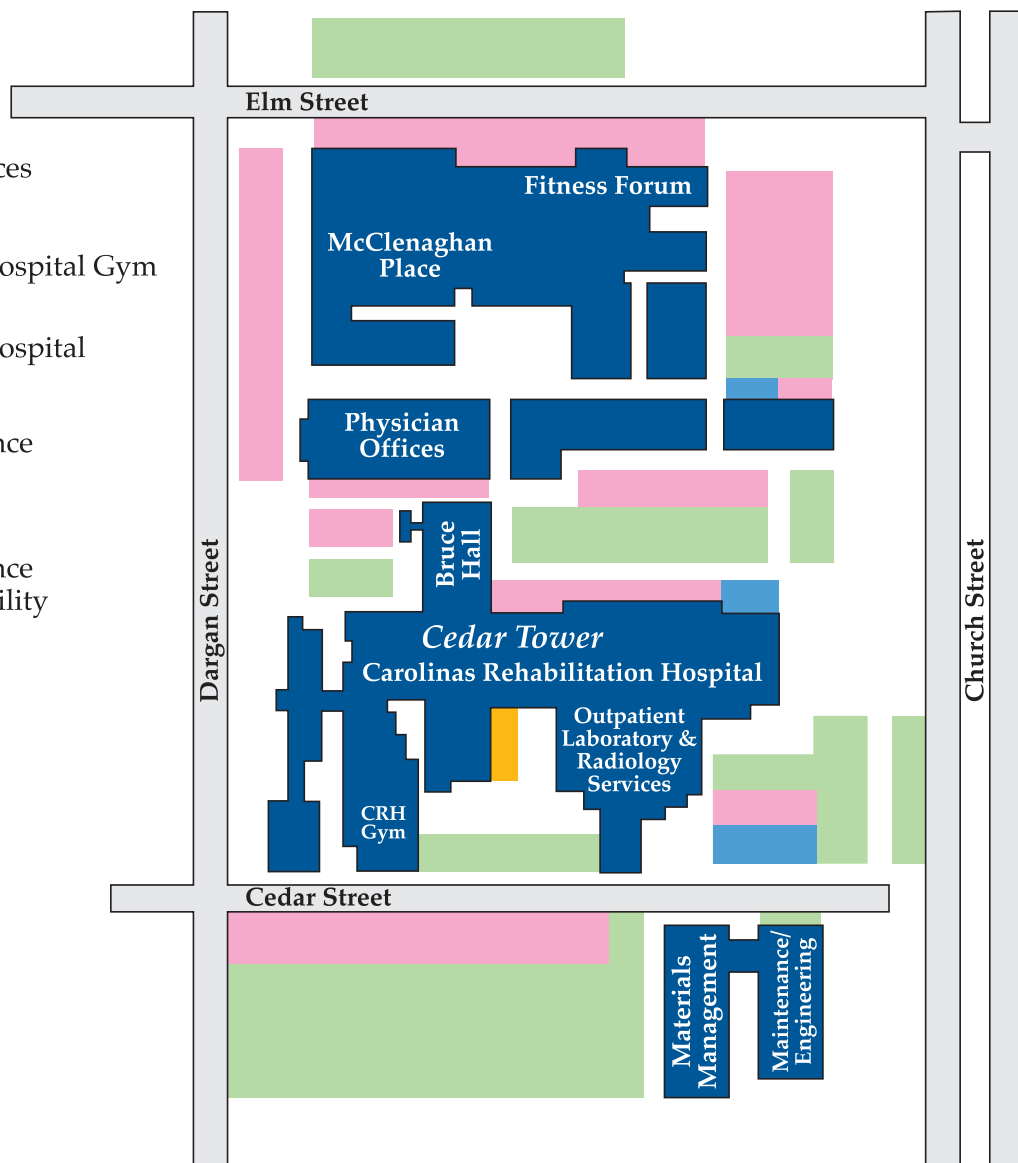 Elm Street
ces
ospital Gym
ospital
nce
nce
ility
Fitness Forum
McClenaghan
Place
Physician
Offices
Bruce
Hall
Dargan Street
Church Street
Cedar Tower
Carolinas Rehabilitation Hospital
Outpatient
Laboratory &
Radiology
Services
CRH
Gym
Cedar Street
Materials
Management
Maintenance/
Engineering